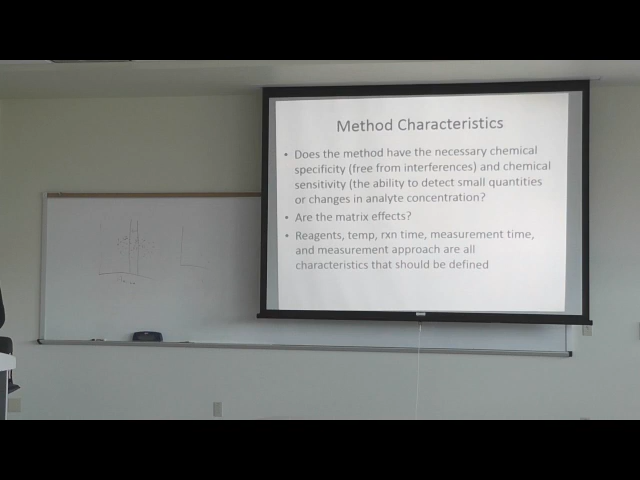 Method Characteristics
• Does the method have the necessary chemical
specificity (free from interferences) and chemical
sensitivity (the ability to detect small quantities
or changes in analyte concentration?
• Are the matrix effects?
• Reagents, temp, rxn time, measurement time,
and measurement approach are all
characteristics that should be defined